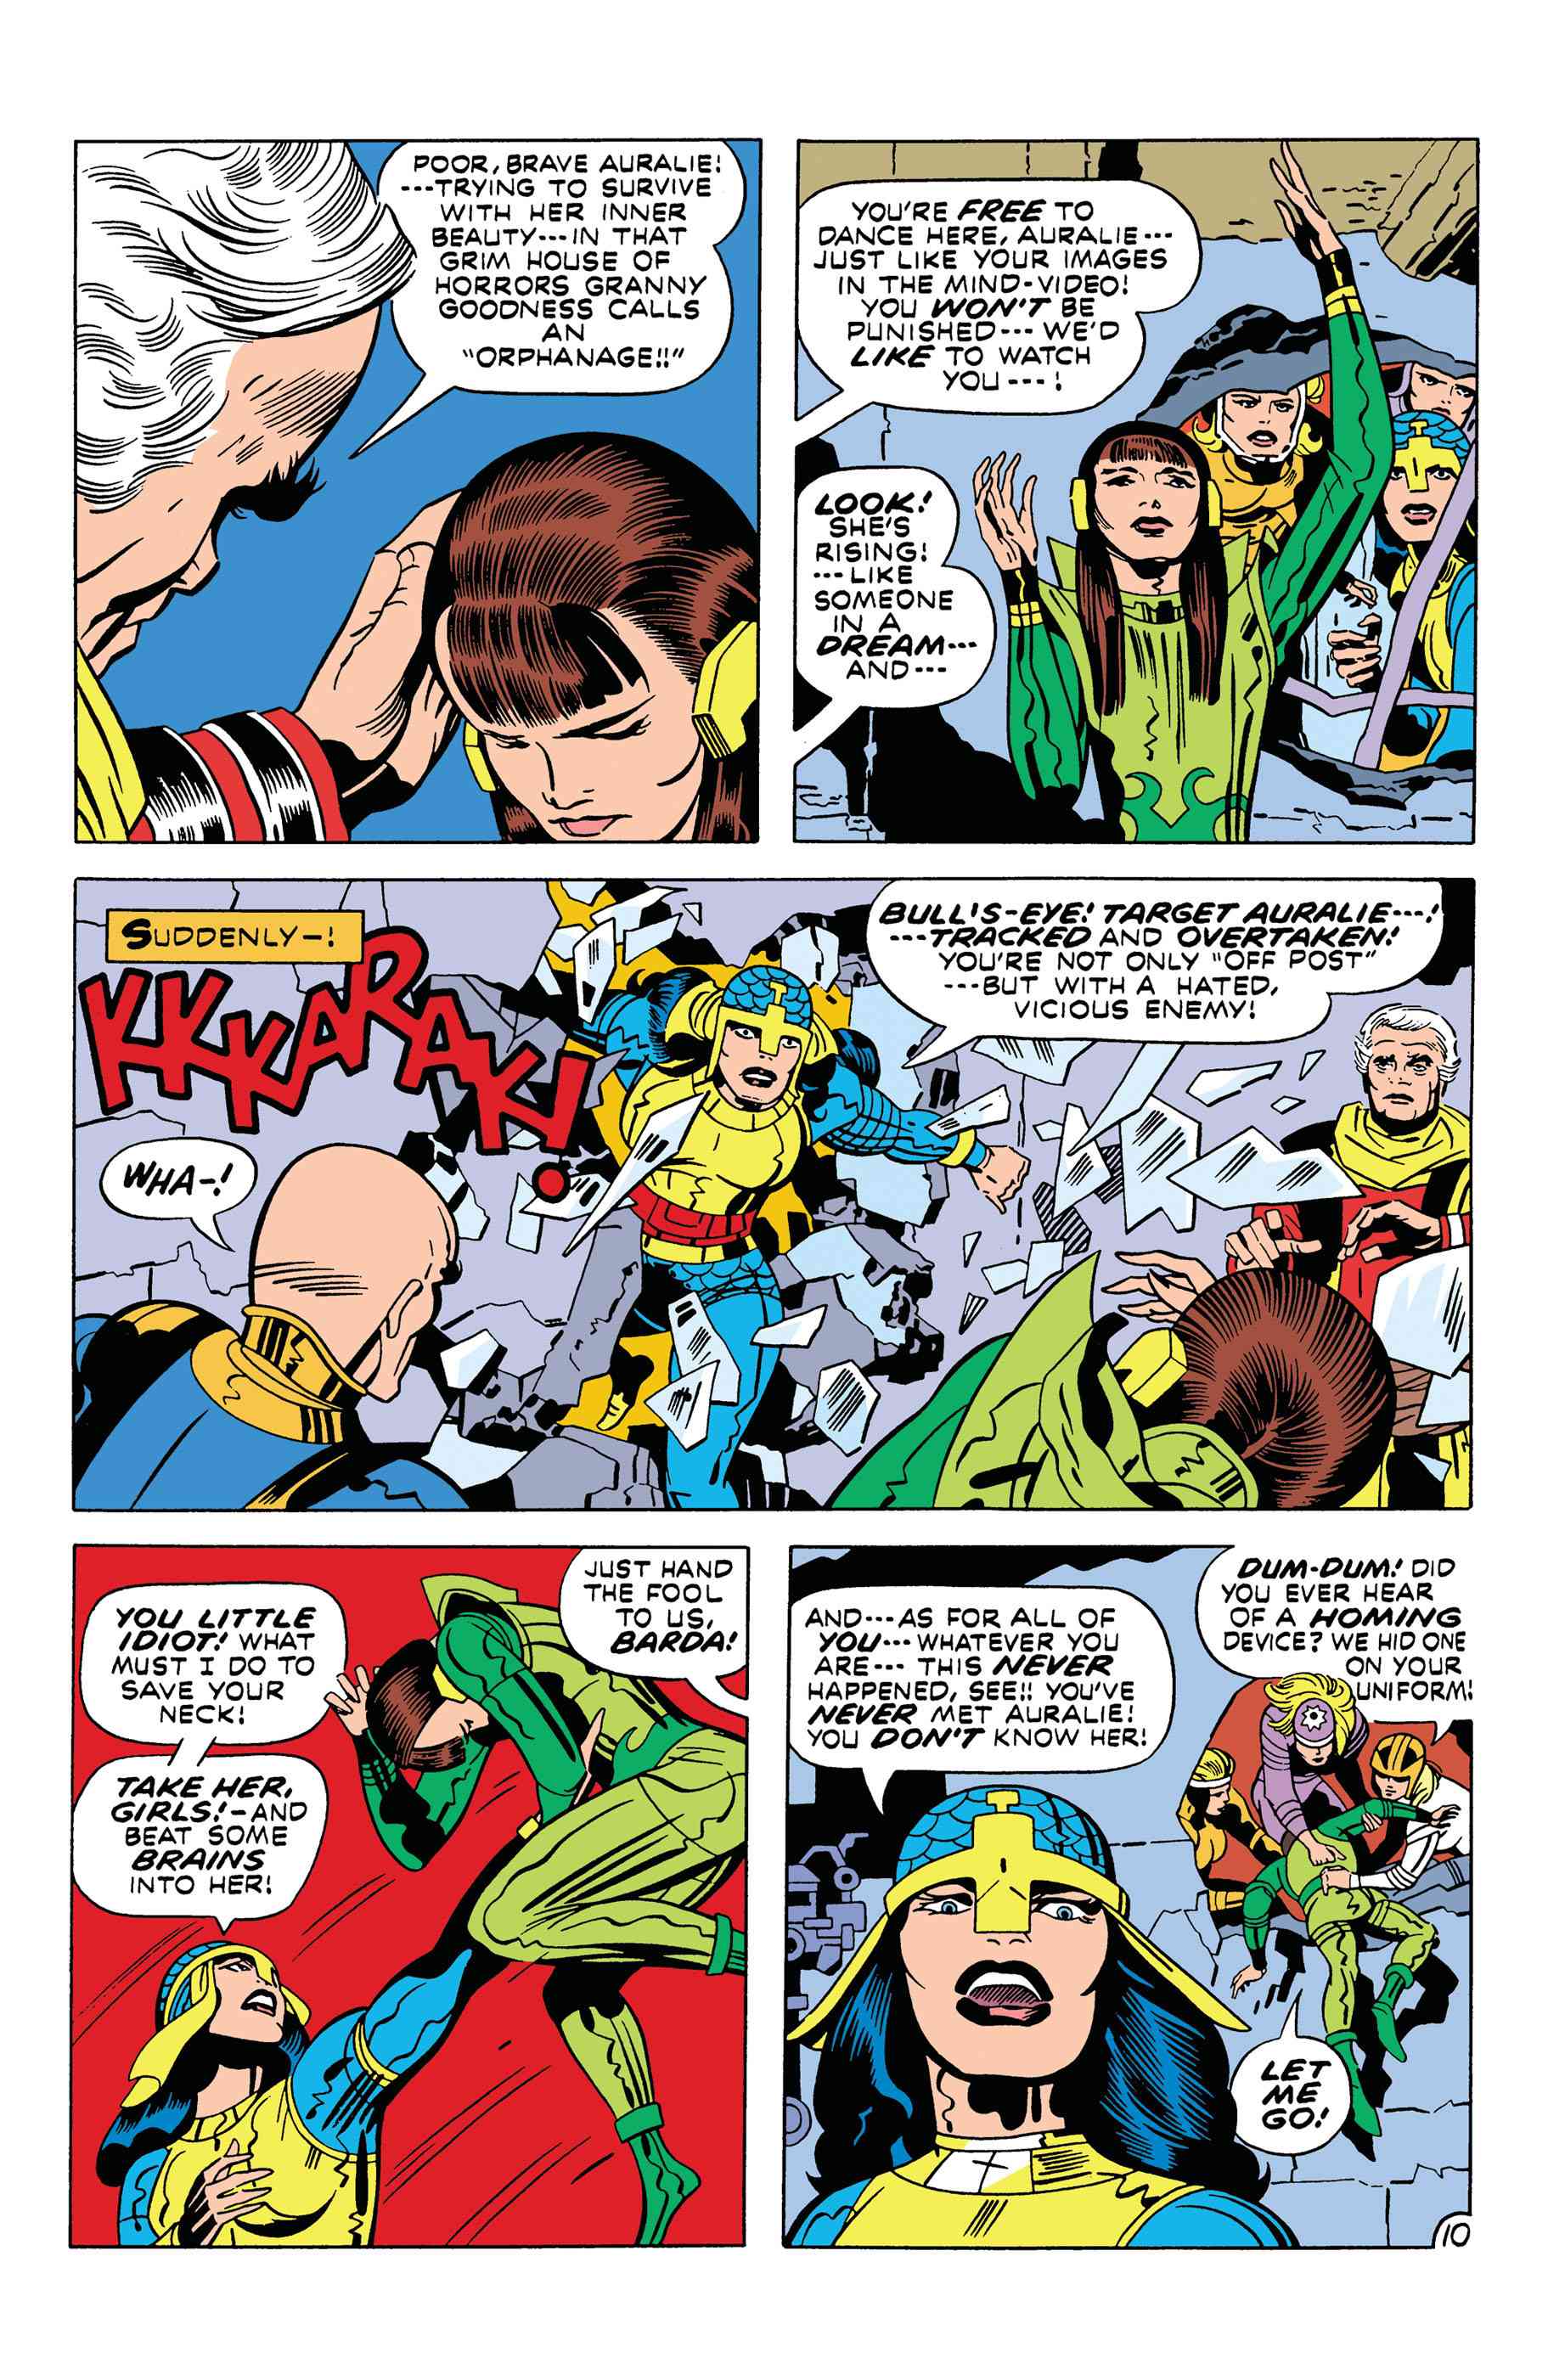 POOR, BRAVE AURALIE!
---TRYING TO SURVIVE
WITH HER INNER
BEAUTY---IN THAT
GRIM HOUSE OF
HORRORS GRANNY
GOODNESS CALLS
AN
"ORPHANAGE!!"
YOU'RE FREE TO
DANCE HERE, AURALIE---
JUST LIKE YOUR IMAGES
IN THE MIND-VIDEO!
YOU WON'T BE
PUNISHED--- WE'D
LIKE TO WATCH
YOU---!
LOOK!
SHE'S
RISING!
---LIKE
SOMEONE
IN A
DREAM---
AND---
SUDDENLY-!
KKKARAK!
WHA-!
BULL'S-EYE! TARGET AURALIE---!
---TRACKED AND OVERTAKEN!
YOU'RE NOT ONLY "OFF POST"
---BUT WITH A HATED,
VICIOUS ENEMY!
YOU LITTLE
IDIOT! WHAT
MUST I DO TO
SAVE YOUR
NECK!
TAKE HER,
GIRLS!-AND
BEAT SOME
BRAINS
INTO HER!
JUST HAND
THE FOOL
TO US,
BARDA!
AND---AS FOR ALL OF
YOU--- WHATEVER YOU
ARE--- THIS NEVER
HAPPENED, SEE!! YOU'VE
NEVER MET AURALIE!
YOU DON'T KNOW HER!
DUM-DUM! DID
YOU EVER HEAR
OF A HOMING
DEVICE? WE HID ONE
ON YOUR
UNIFORM!
LET
ME
GO!
10